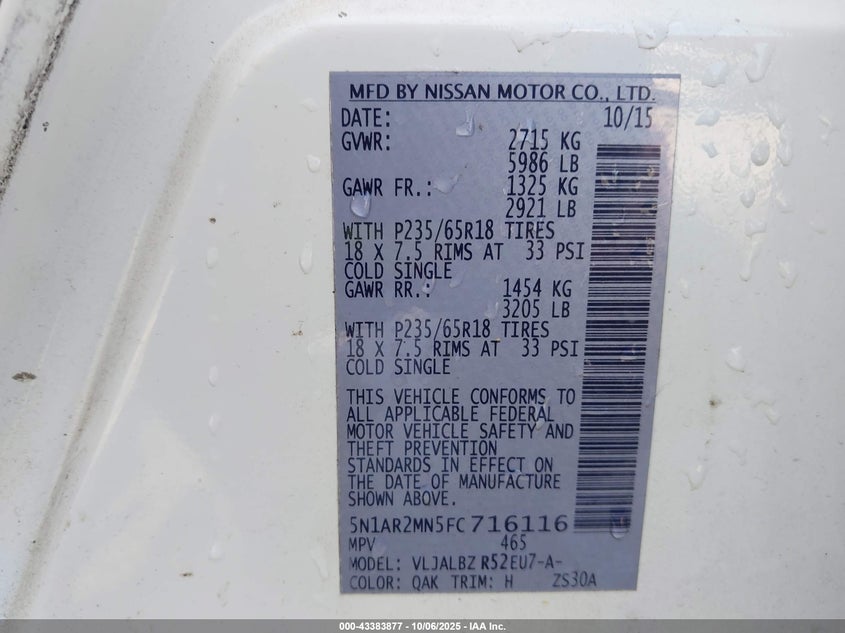 MFD BY NISSAN MOTOR CO., LTD.
DATE: 10/15
GVWR: 2715 KG
5986 LB
GAWR FR.: 1325 KG
2921 LB
WITH P235/65R18 TIRES
18 X 7.5 RIMS AT 33 PSI
COLD SINGLE
GAWR RR.: 1454 KG
3205 LB
WITH P235/65R18 TIRES
18 X 7.5 RIMS AT 33 PSI
COLD SINGLE
THIS VEHICLE CONFORMS TO
ALL APPLICABLE FEDERAL
MOTOR VEHICLE SAFETY AND
THEFT PREVENTION
STANDARDS IN EFFECT ON
THE DATE OF MANUFACTURE
SHOWN ABOVE.
5N1AR2MN5FC716116
MPV 465
MODEL: VLJALBZ R52EU7-A-
COLOR: QAK TRIM: H ZS30A
000-43383877 - 10/06/2025 - IAA Inc.